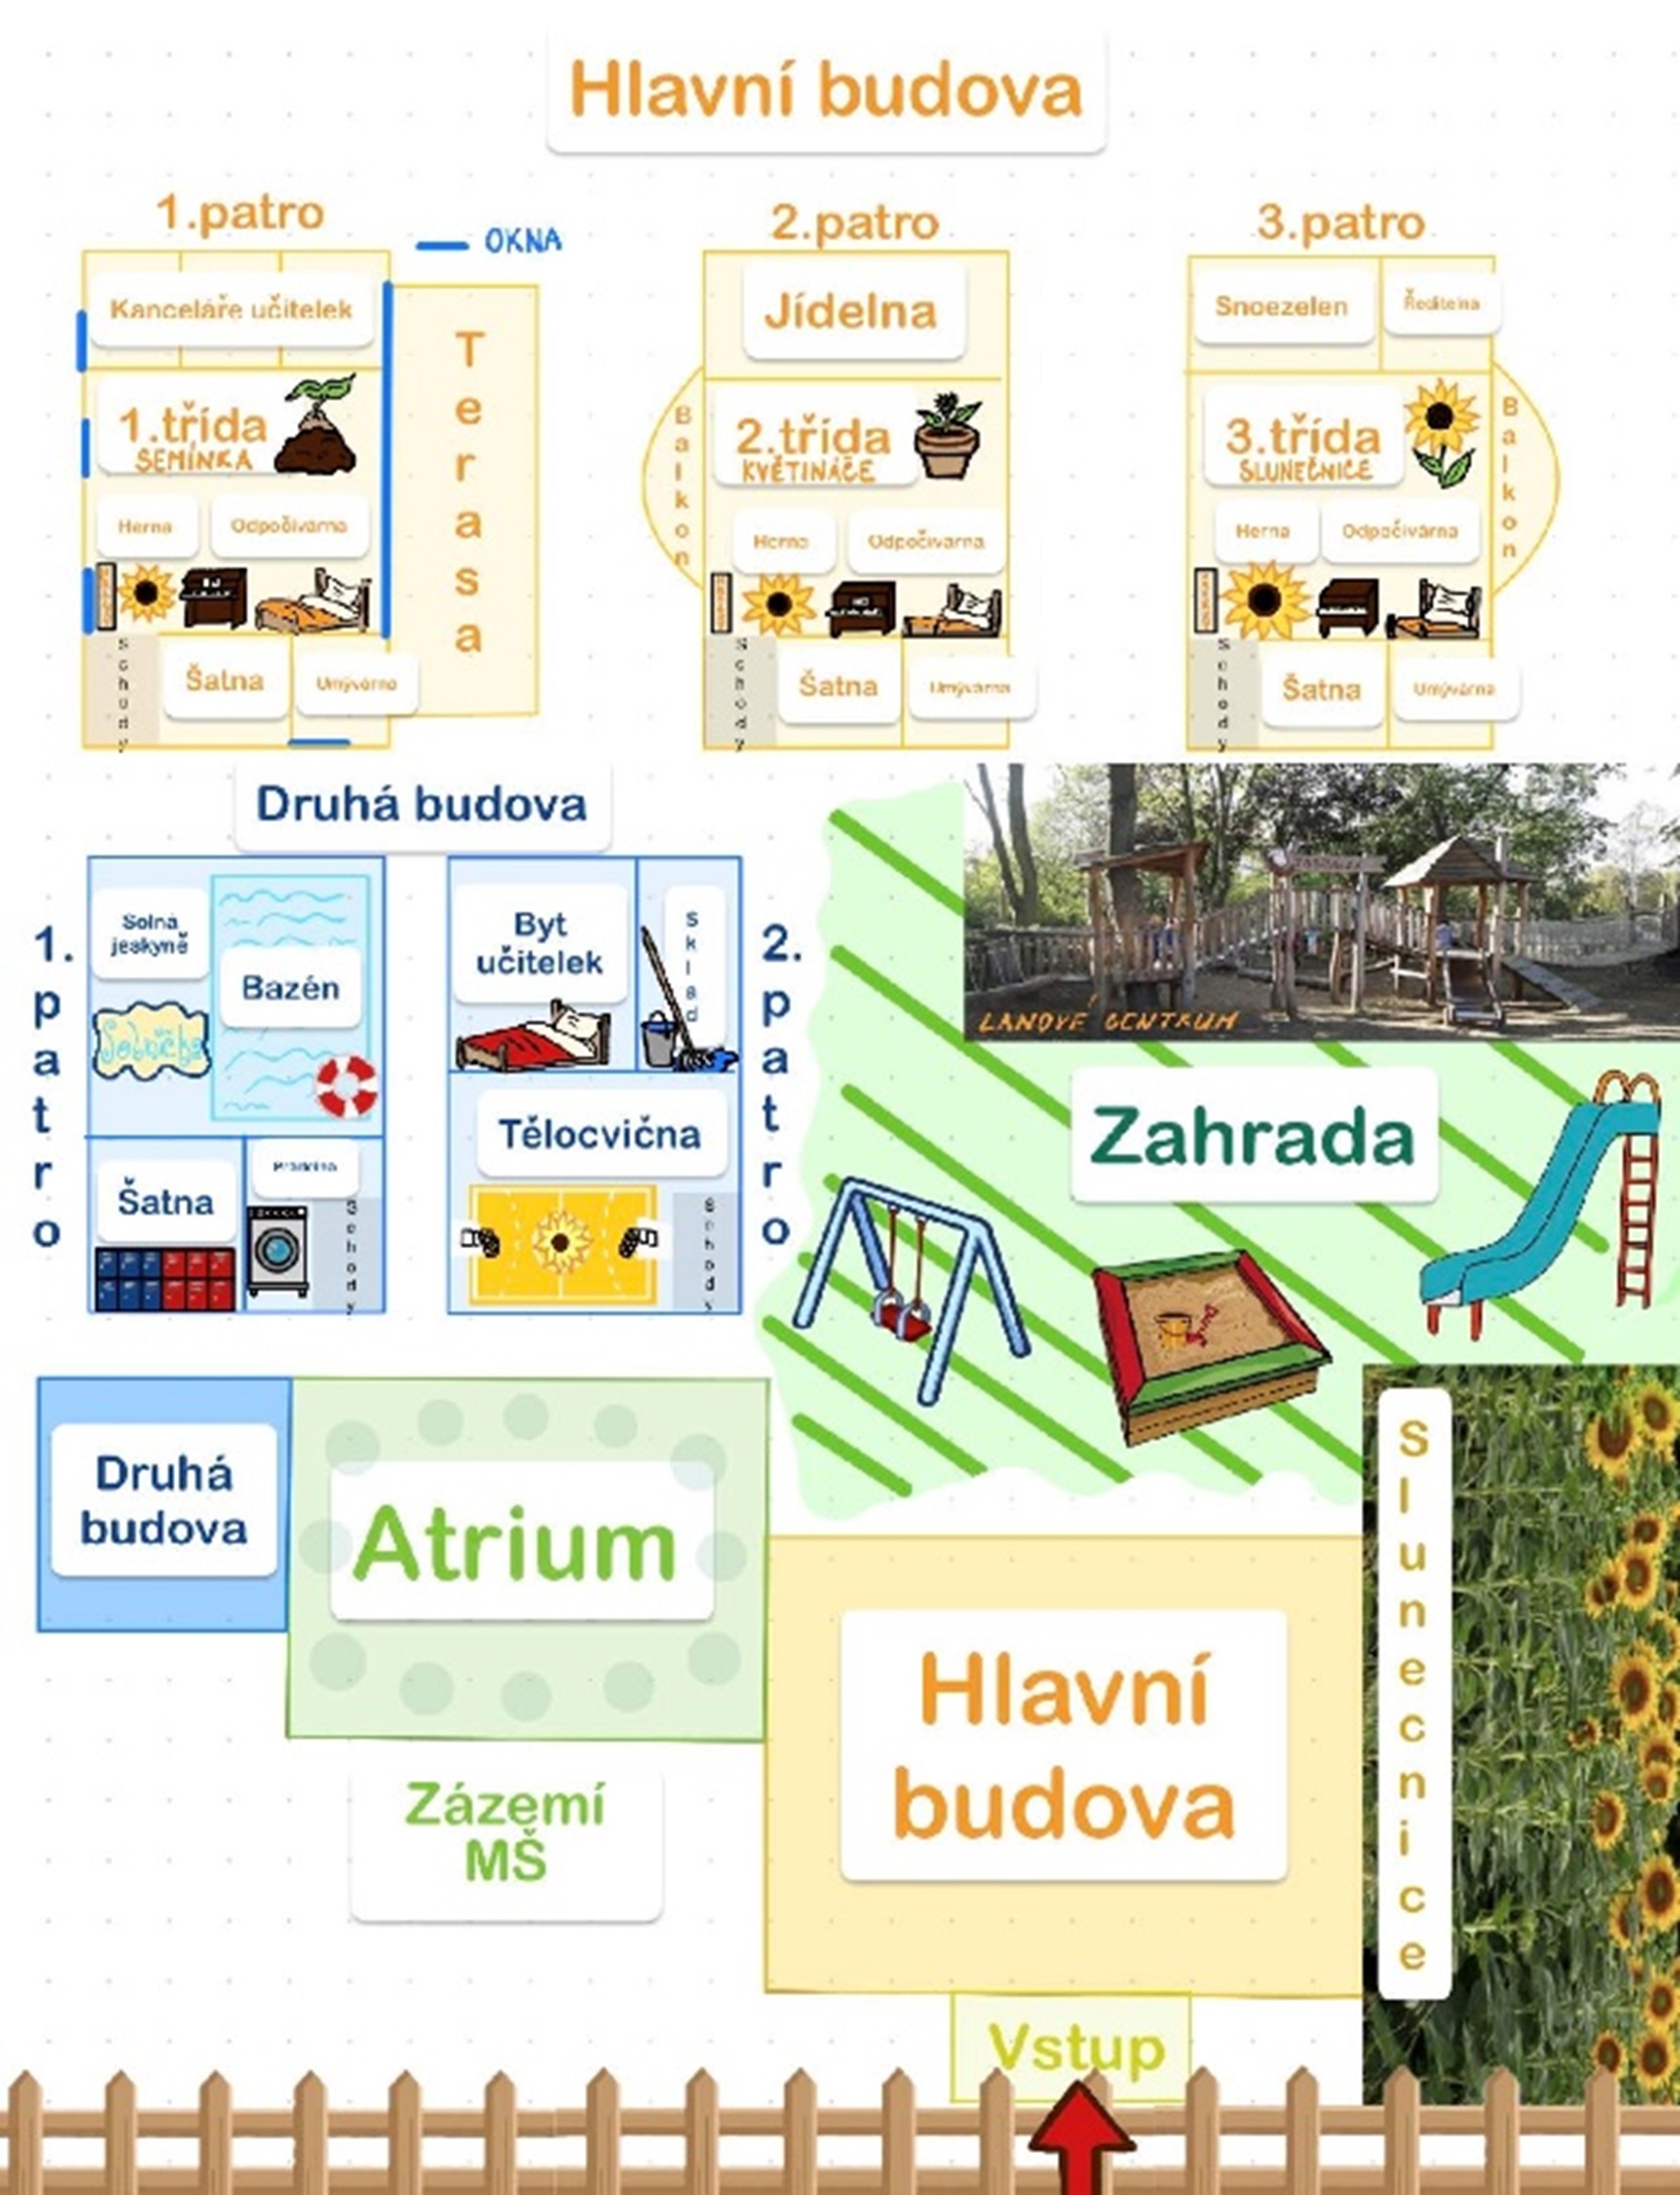 Hlavní budova
1.patro
OKNA
2.patro
3.patro
Kanceláře učitelek
1.třída
SEMÍNKA
Herna
Odpočívárna
Schody
Šatna
Umývárna
Terasa
Jídelna
Balkon
2.třída
KVĚTINÁČE
Herna
Odpočívárna
Schody
Šatna
Umývárna
Snoezelen
Ředitelna
3.třída
SLUNEČNICE
Balkon
Herna
Odpočívárna
Schody
Šatna
Umývárna
Druhá budova
1.patro
Solná
jeskyně
Bazén
Solnička
Šatna
Prádelna
Schody
Byt
učitelek
Sklad
2.patro
Tělocvična
Schody
LANOVÉ CENTRUM
Zahrada
Druhá
budova
Atrium
Slunecnice
Hlavní
budova
Zázemí
MŠ
Vstup